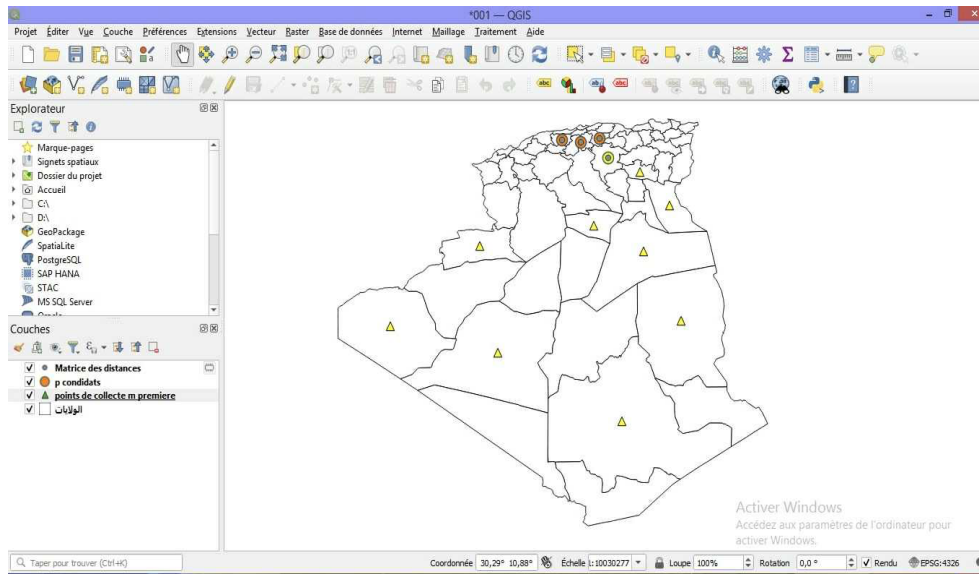 *001 — QGIS
Projet Éditer Vue Couche Préférences Extensions Vecteur Raster Base de données Internet Maillage Traitement Aide
Explorateur
Marque-pages
Signets spatiaux
Dossier du projet
Accueil
C:\
D:\
GeoPackage
SpatiaLite
PostgreSQL
SAP HANA
STAC
MS SQL Server
Couches
Matrice des distances
p condidats
points de collecte m premiere
الولايات
Activer Windows
Accédez aux paramètres de l'ordinateur pour
activer Windows.
Taper pour trouver (Ctrl+K) Coordonnée 30,29° 10,88° Échelle 1:10030277 Loupe 100% Rotation 0,0 ° Rendu EPSG:4326